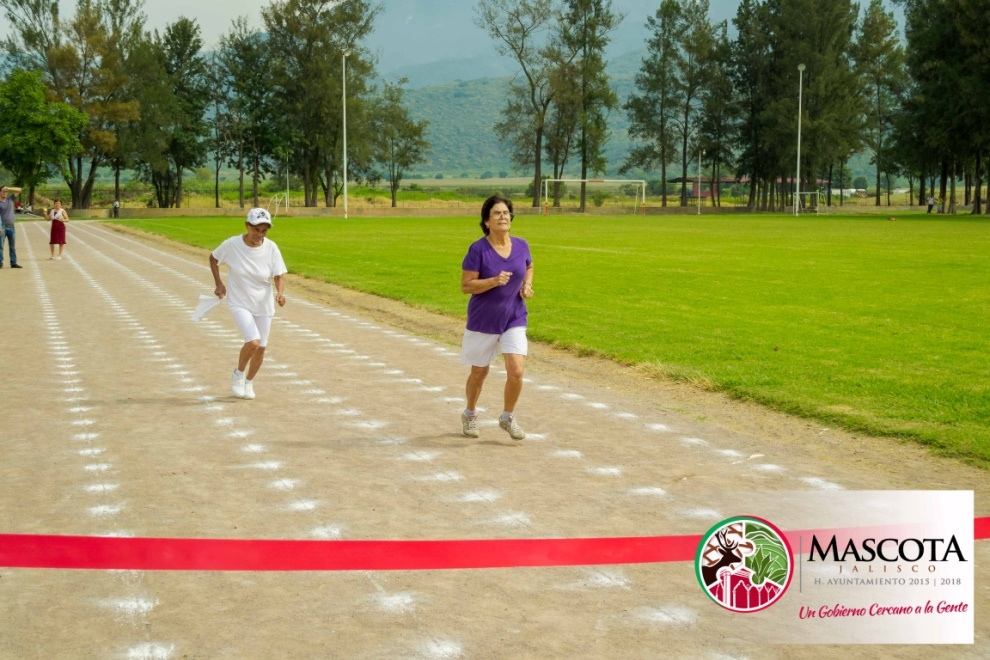 MASCOTA
JALISCO
H. AYUNTAMIENTO 2015 | 2018
Un Gobierno Cercano a la Gente